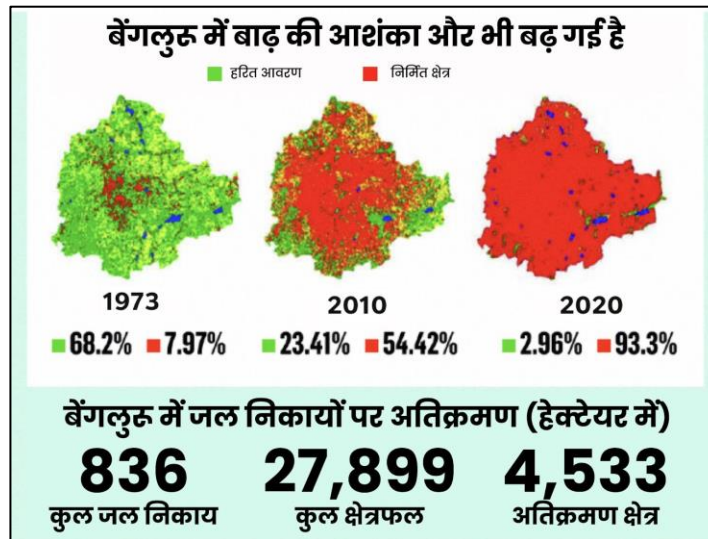 बेंगलुरू में बाढ़ की आशंका और भी बढ़ गई है
हरित आवरण निर्मित क्षेत्र
1973 2010 2020
68.2% 7.97% 23.41% 54.42% 2.96% 93.3%
बेंगलुरू में जल निकायों पर अतिक्रमण (हेक्टेयर में)
836 27,899 4,533
कुल जल निकाय कुल क्षेत्रफल अतिक्रमण क्षेत्र